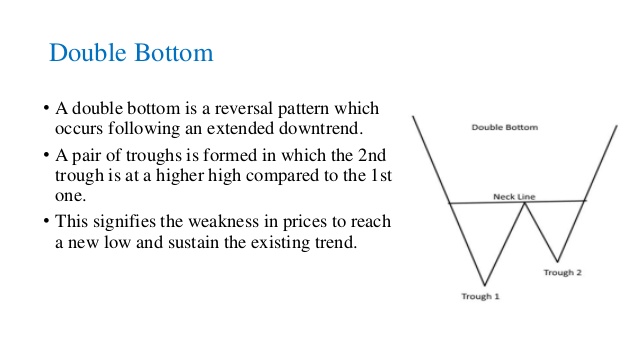 Double Bottom
• A double bottom is a reversal pattern which
occurs following an extended downtrend.
• A pair of troughs is formed in which the 2nd
trough is at a higher high compared to the 1st
one.
• This signifies the weakness in prices to reach
a new low and sustain the existing trend.
Double Bottom
Neck Line
Trough 2
Trough 1